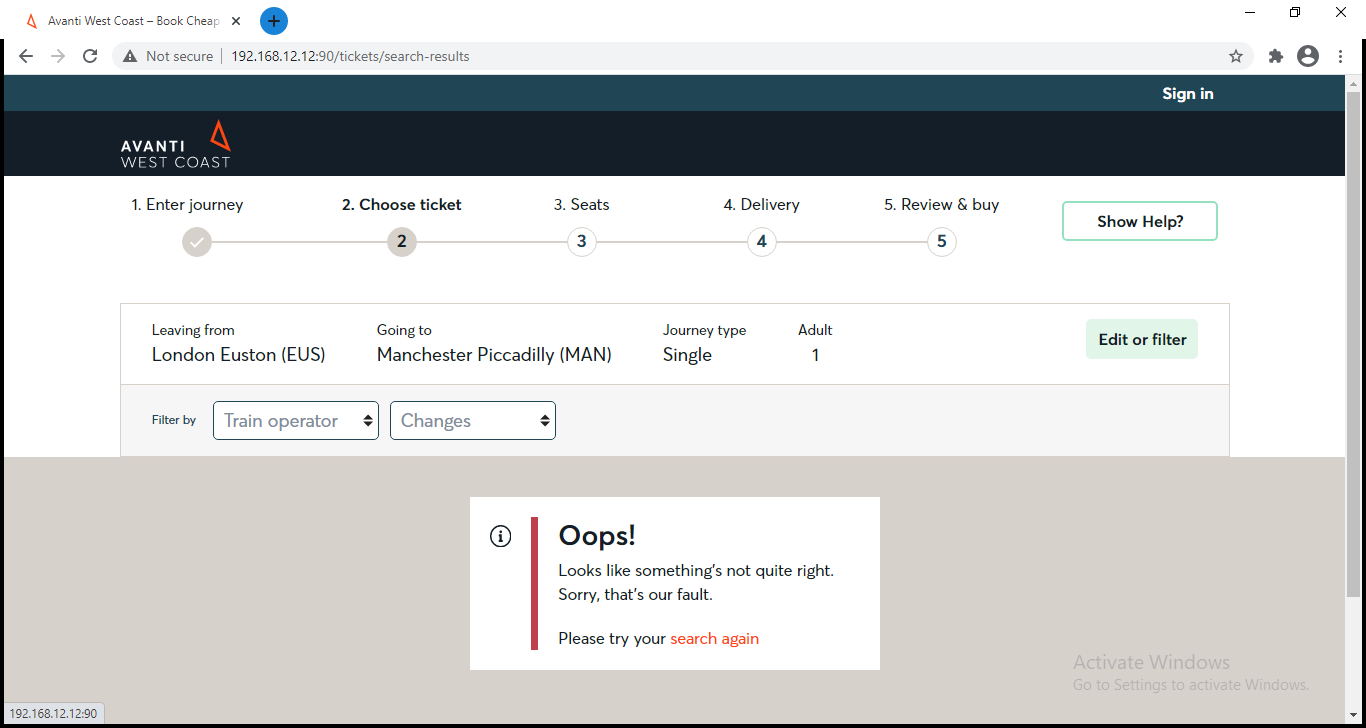 Avanti West Coast – Book Cheap
Not secure
192.168.12.12:90/tickets/search-results
Sign in
AVANTI
WEST COAST
1. Enter journey
2. Choose ticket
3. Seats
4. Delivery
5. Review & buy
2
3
4
5
Show Help?
Leaving from
London Euston (EUS)
Going to
Manchester Piccadilly (MAN)
Journey type
Single
Adult
1
Edit or filter
Filter by
Train operator
Changes
Oops!
Looks like something's not quite right.
Sorry, that's our fault.
Please try your search again
Activate Windows
Go to Settings to activate Windows.
192.168.12.12:90